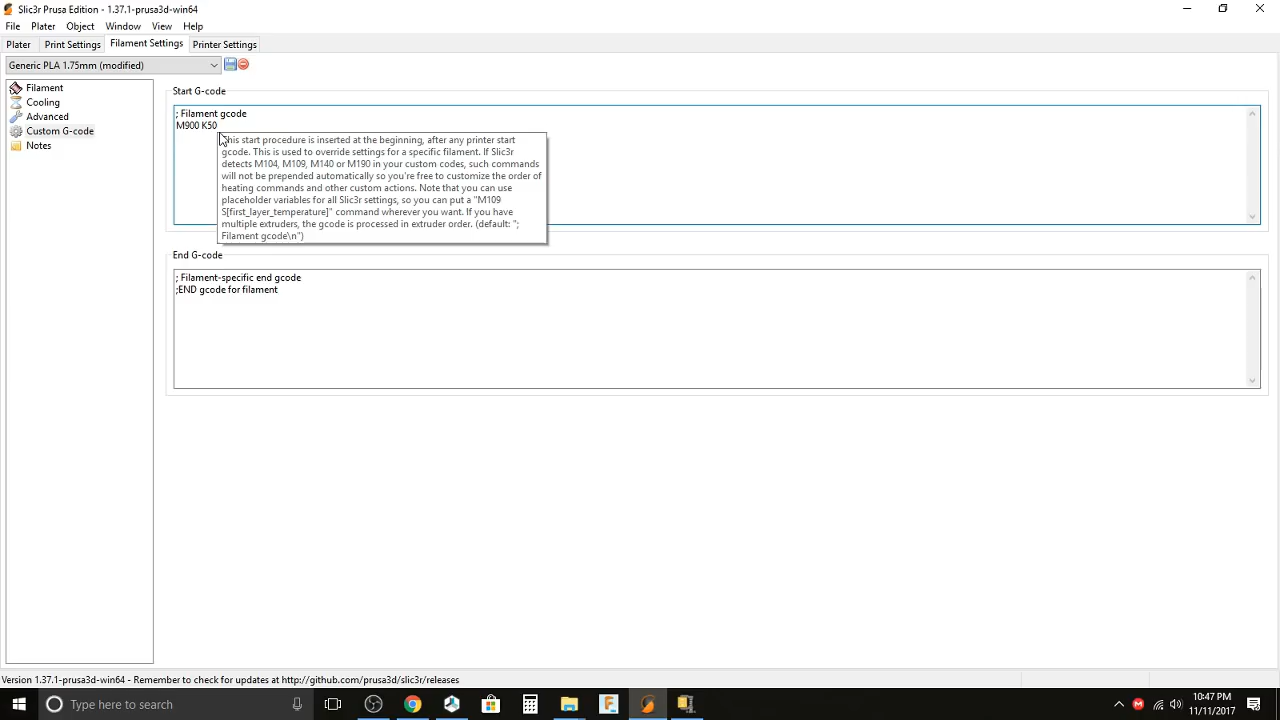 Slic3r Prusa Edition - 1.37.1-prusa3d-win64
File Plater Object Window View Help
Plater Print Settings Filament Settings Printer Settings
Generic PLA 1.75mm (modified)
Filament
Cooling
Advanced
Custom G-code
Notes
Start G-code
; Filament gcode
M900 K50
This start procedure is inserted at the beginning, after any printer start
gcode. This is used to override settings for a specific filament. If Slic3r
detects M104, M109, M140 or M190 in your custom codes, such commands
will not be prepended automatically so you're free to customize the order of
heating commands and other custom actions. Note that you can use
placeholder variables for all Slic3r settings, so you can put a "M109
S[first_layer_temperature]" command wherever you want. If you have
multiple extruders, the gcode is processed in extruder order. (default: ";
Filament gcode\n")
End G-code
; Filament-specific end gcode
;END gcode for filament
Version 1.37.1-prusa3d-win64 - Remember to check for updates at http://github.com/prusa3d/slic3r/releases
Type here to search
10:47 PM
11/11/2017